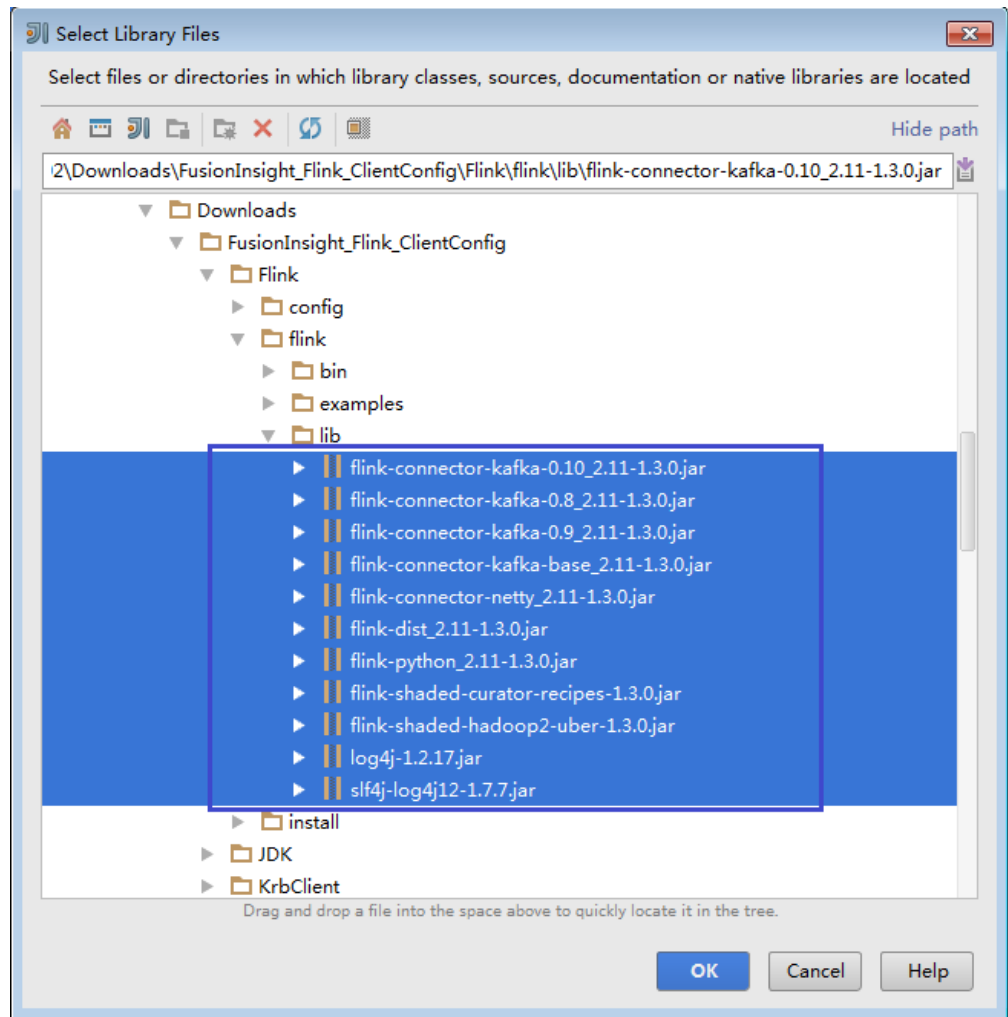 Select Library Files
Select files or directories in which library classes, sources, documentation or native libraries are located
Hide path
2\Downloads\FusionInsight_Flink_ClientConfig\Flink\flink\lib\flink-connector-kafka-0.10_2.11-1.3.0.jar
Downloads
FusionInsight_Flink_ClientConfig
Flink
config
flink
bin
examples
lib
flink-connector-kafka-0.10_2.11-1.3.0.jar
flink-connector-kafka-0.8_2.11-1.3.0.jar
flink-connector-kafka-0.9_2.11-1.3.0.jar
flink-connector-kafka-base_2.11-1.3.0.jar
flink-connector-netty_2.11-1.3.0.jar
flink-dist_2.11-1.3.0.jar
flink-python_2.11-1.3.0.jar
flink-shaded-curator-recipes-1.3.0.jar
flink-shaded-hadoop2-uber-1.3.0.jar
log4j-1.2.17.jar
slf4j-log4j12-1.7.7.jar
install
JDK
KrbClient
Drag and drop a file into the space above to quickly locate it in the tree.
OK Cancel Help